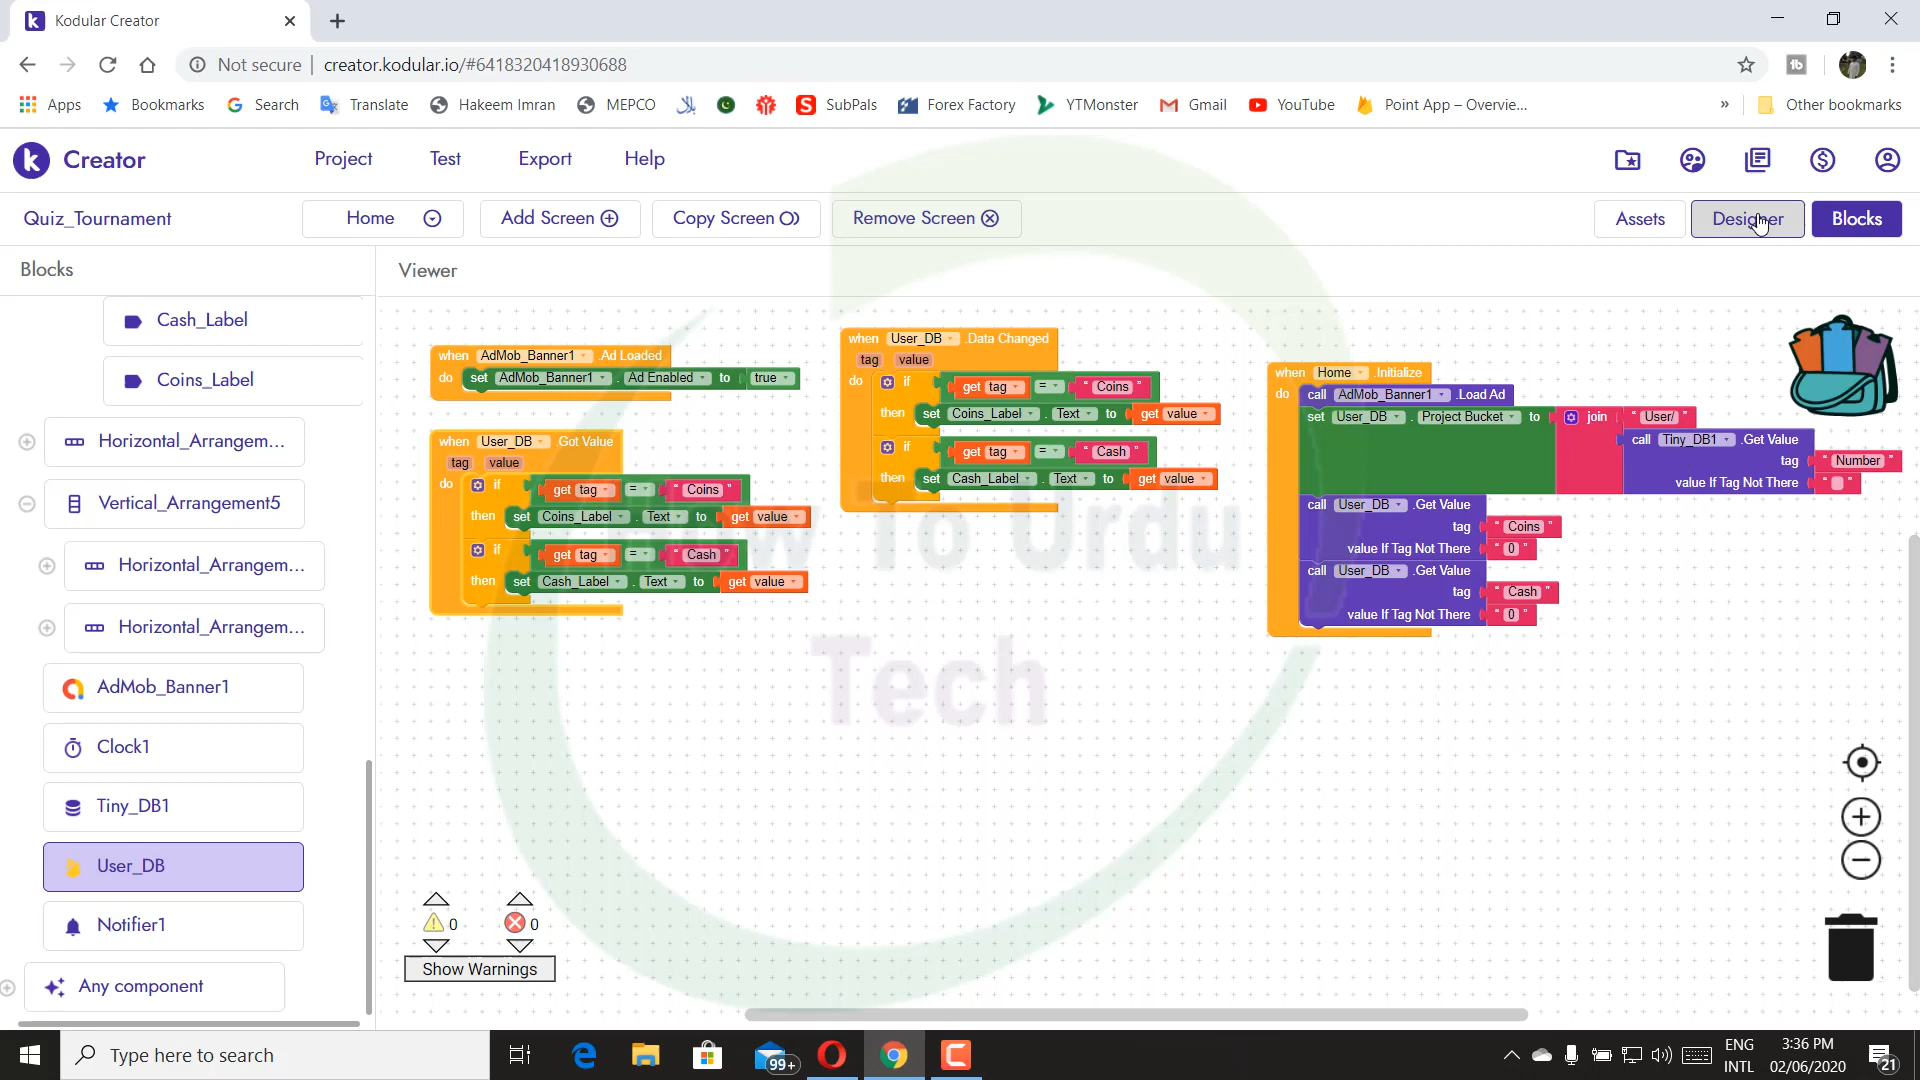 Kodular Creator
Not secure
creator.kodular.io/#6418320418930688
Apps
Bookmarks
Search
Translate
Hakeem Imran
MEPCO
SubPals
Forex Factory
YTMonster
Gmail
YouTube
Point App – Overvie...
»
Other bookmarks
Creator
Project
Test
Export
Help
Quiz_Tournament
Home
Add Screen
Copy Screen
Remove Screen
Assets
Designer
Blocks
Blocks
Viewer
Cash_Label
Coins_Label
Horizontal_Arrangem...
Vertical_Arrangement5
Horizontal_Arrangem...
Horizontal_Arrangem...
AdMob_Banner1
Clock1
Tiny_DB1
User_DB
Notifier1
Any component
when AdMob_Banner1 .Ad Loaded
do set AdMob_Banner1 . Ad Enabled to true
when User_DB .Got Value
tag value
do if get tag = " Coins "
then set Coins_Label . Text to get value
if get tag = " Cash "
then set Cash_Label . Text to get value
when User_DB .Data Changed
tag value
do if get tag = " Coins "
then set Coins_Label . Text to get value
if get tag = " Cash "
then set Cash_Label . Text to get value
when Home .Initialize
do call AdMob_Banner1 .Load Ad
set User_DB . Project Bucket to join " User/ "
call Tiny_DB1 .Get Value
tag " Number "
value If Tag Not There " "
call User_DB .Get Value
tag " Coins "
value If Tag Not There " 0 "
call User_DB .Get Value
tag " Cash "
value If Tag Not There " 0 "
How To Urdu
Tech
0
0
Show Warnings
Type here to search
99+
ENG
INTL
3:36 PM
02/06/2020
21